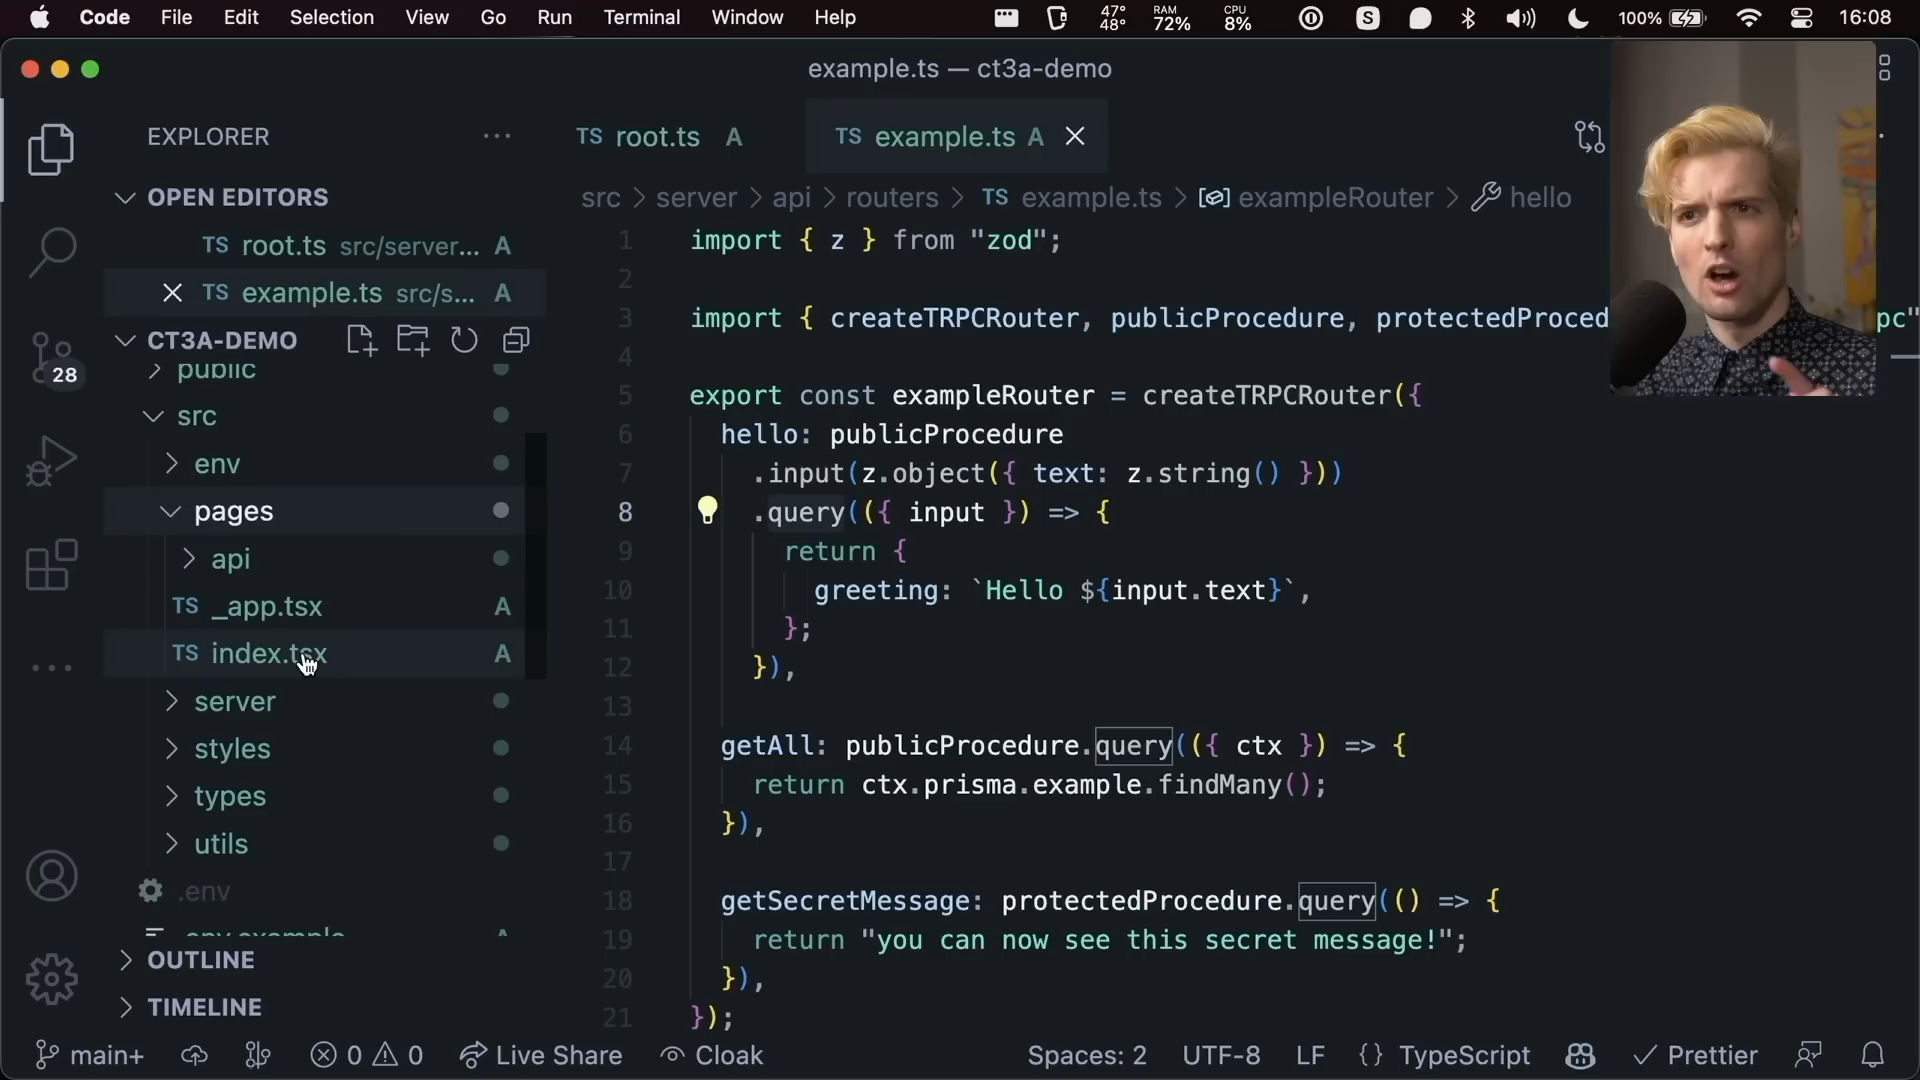 Code File Edit Selection View Go Run Terminal Window Help 47° 48° RAM 72% CPU 8% 100% 16:08
example.ts — ct3a-demo
EXPLORER
TS root.ts A
TS example.ts A
OPEN EDITORS
src > server > api > routers > TS example.ts > exampleRouter > hello
TS root.ts src/server... A
TS example.ts src/s... A
CT3A-DEMO
public
src
env
pages
api
TS _app.tsx A
TS index.tsx A
server
styles
types
utils
.env
.env.example A
OUTLINE
TIMELINE
28
1 import { z } from "zod";
2
3 import { createTRPCRouter, publicProcedure, protectedProced pc"
4
5 export const exampleRouter = createTRPCRouter({
6 hello: publicProcedure
7 .input(z.object({ text: z.string() }))
8 .query(({ input }) => {
9 return {
10 greeting: `Hello ${input.text}`,
11 };
12 }),
13
14 getAll: publicProcedure.query(({ ctx }) => {
15 return ctx.prisma.example.findMany();
16 }),
17
18 getSecretMessage: protectedProcedure.query(() => {
19 return "you can now see this secret message!";
20 }),
21 });
main+ 0 0 Live Share Cloak Spaces: 2 UTF-8 LF {} TypeScript Prettier